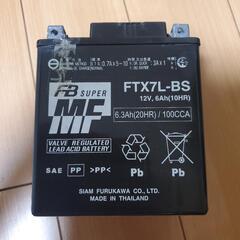 FB SUPER
MF
VALVE REGULATED
LEAD ACID BATTERY
FTX7L-BS
12V, 6Ah(10HR)
6.3Ah(20HR) / 100CCA
SAE PP >PP<
Pb
Pb
SIAM FURUKAWA CO., LTD.
MADE IN THAILAND